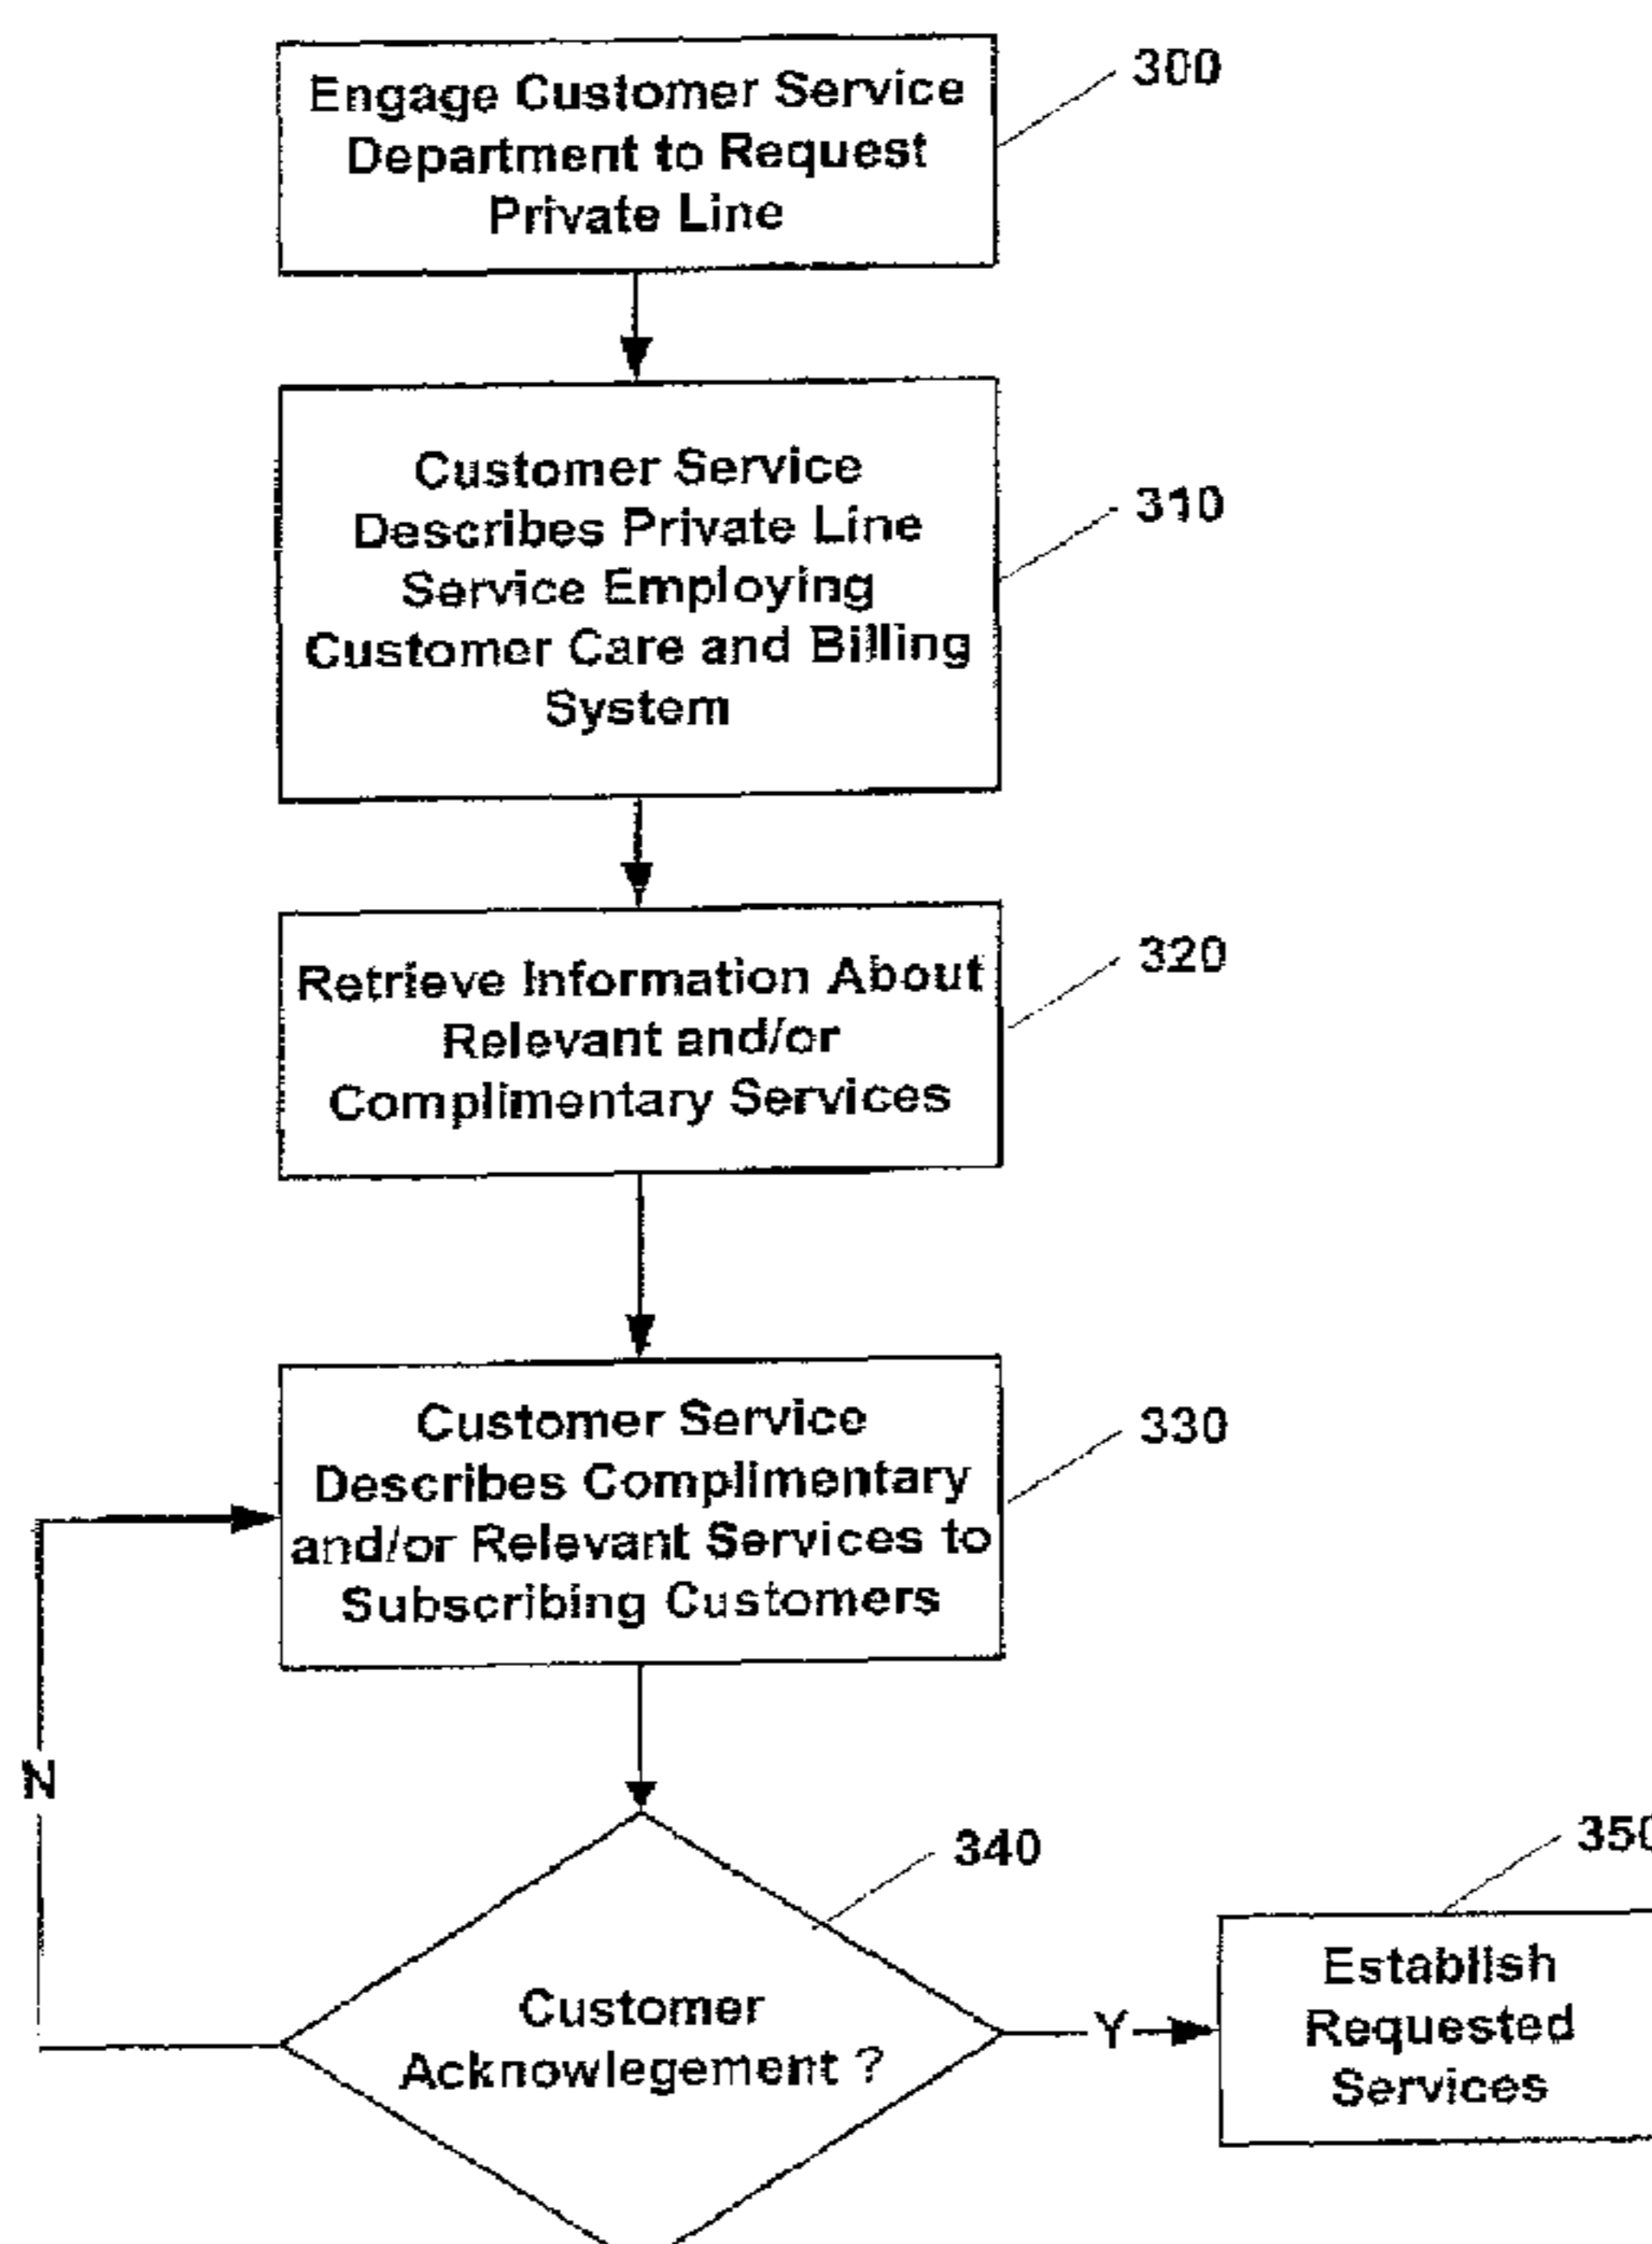 Engage Customer Service
Department to Request
Private Line
300
Customer Service
Describes Private Line
Service Employing
Customer Care and Billing
System
310
Retrieve Information About
Relevant and/or
Complimentary Services
320
Customer Service
Describes Complimentary
and/or Relevant Services to
Subscribing Customers
330
N
340
Customer
Acknowlegement ?
Y
350
Establish
Requested
Services